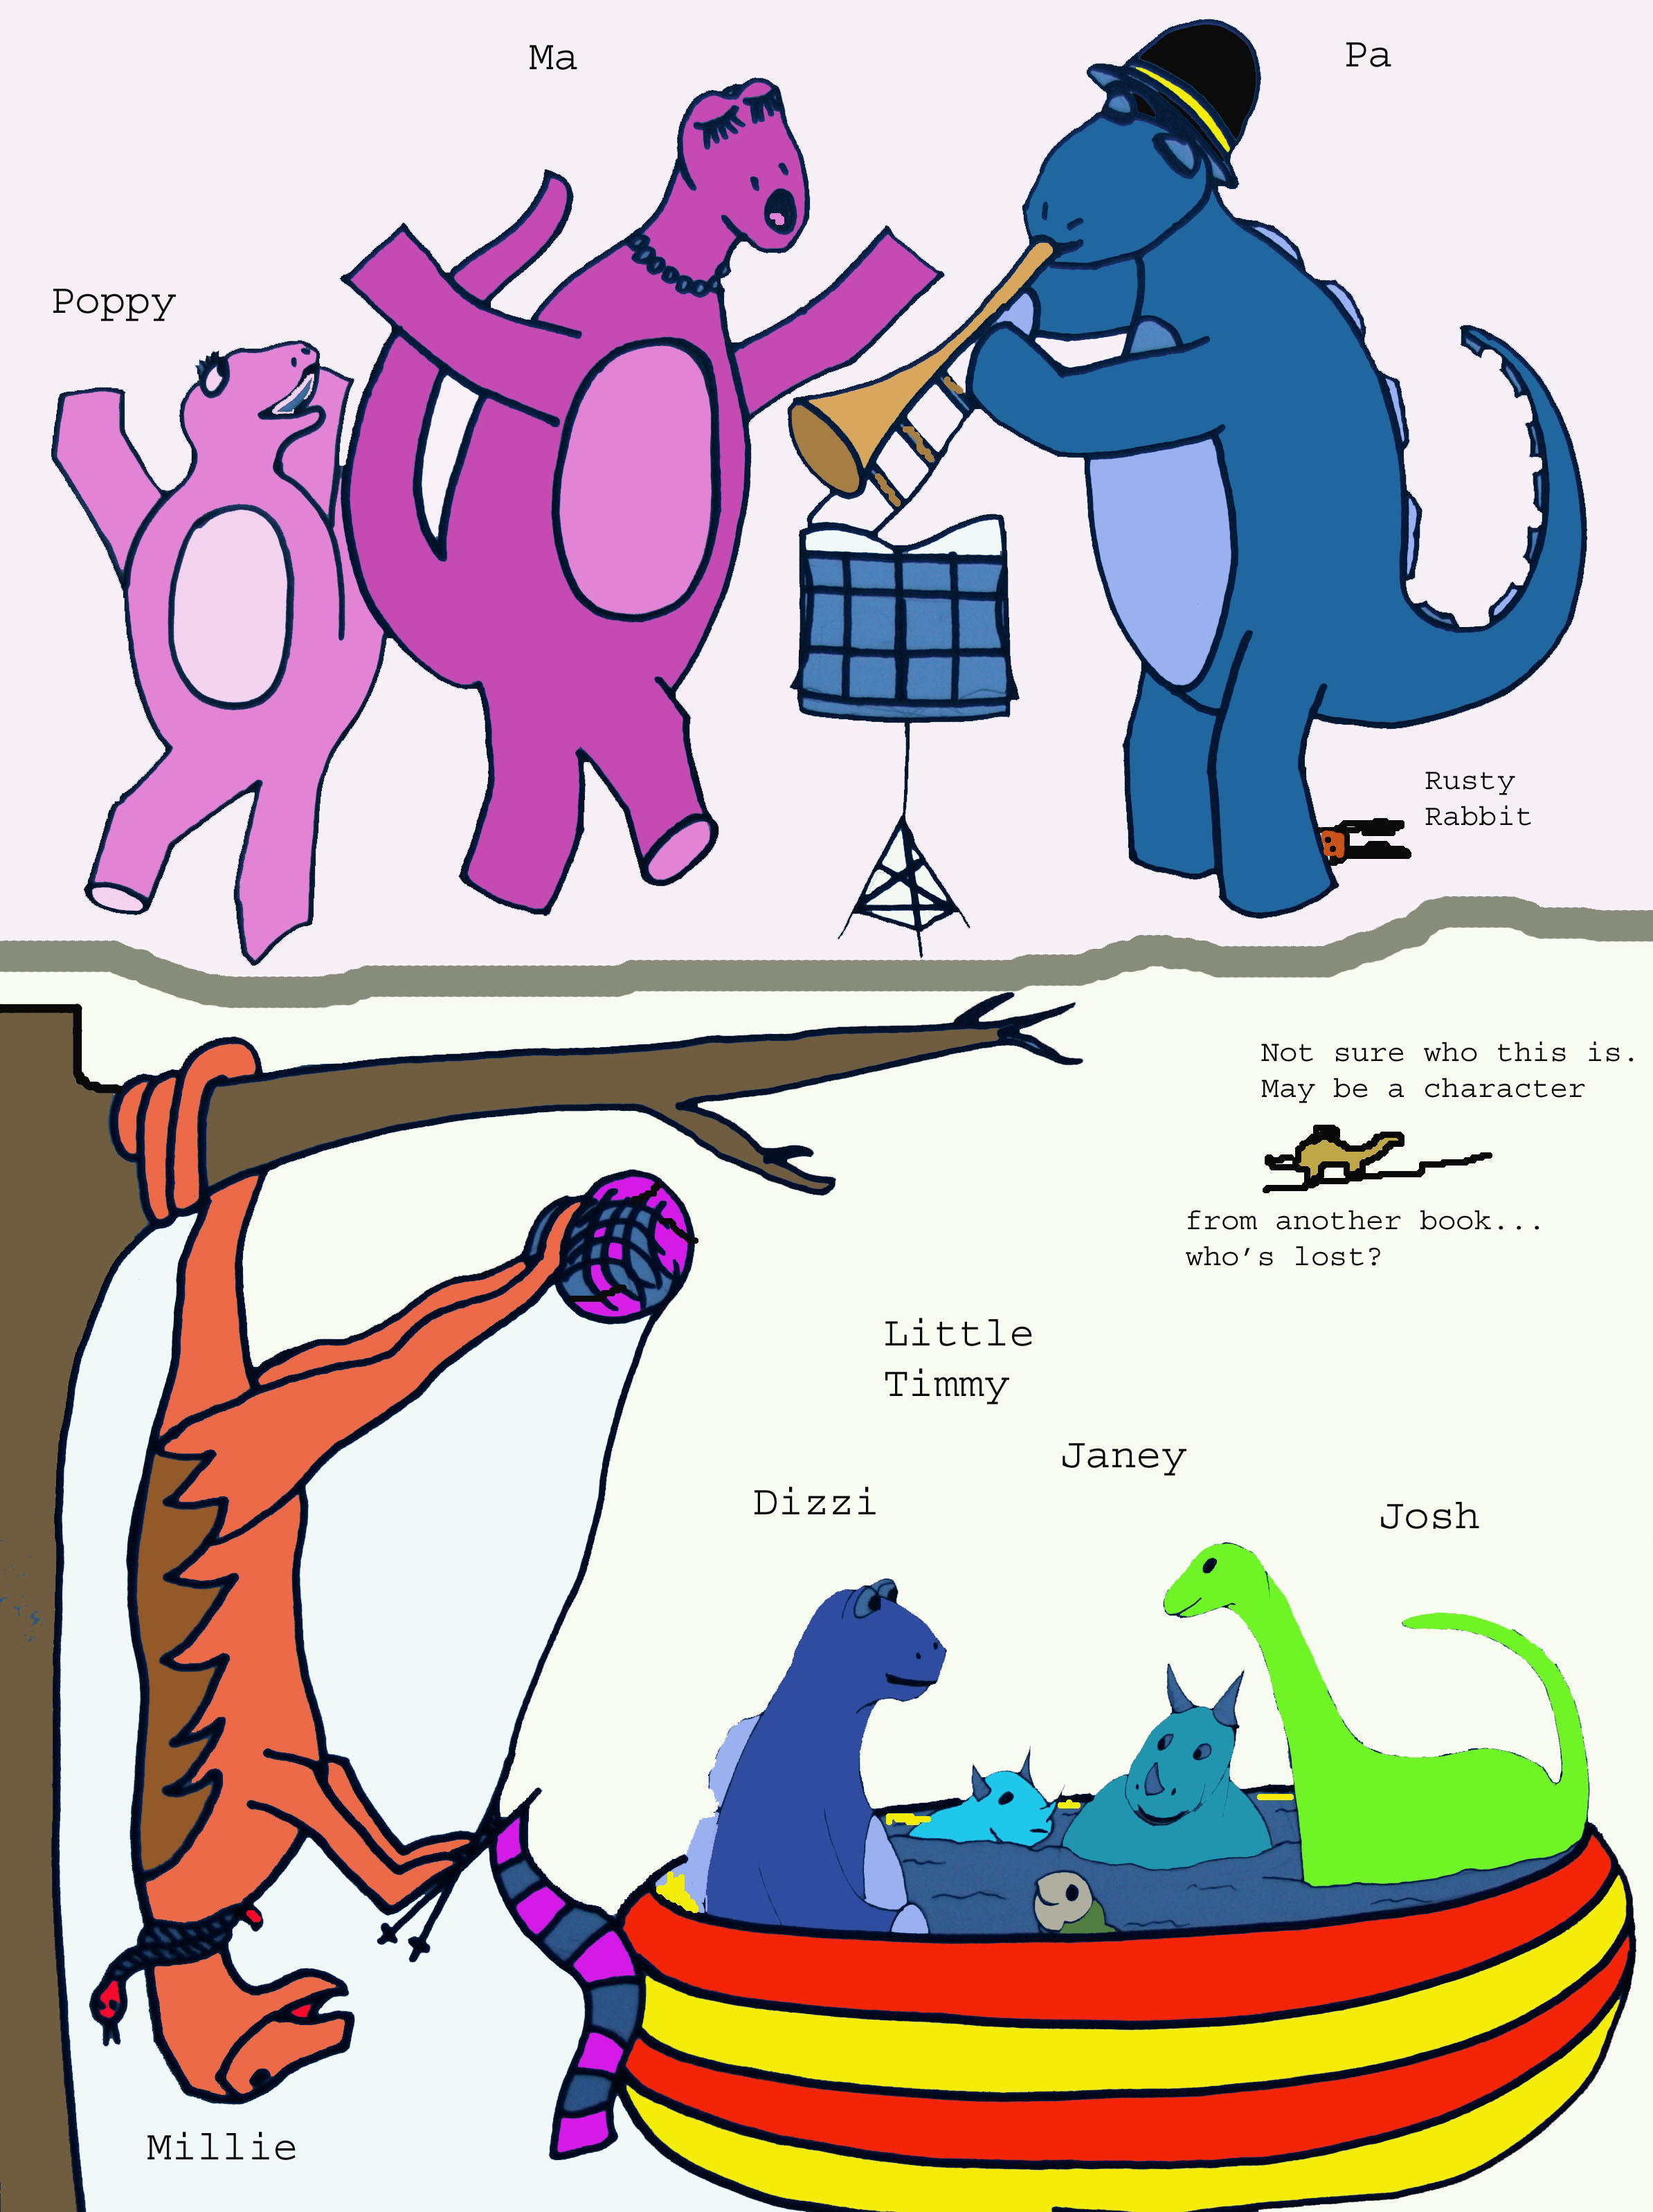 Ma
Pa
Poppy
Rusty
Rabbit
Not sure who this is.
May be a character
from another book...
who's lost?
Little
Timmy
Janey
Dizzi
Josh
Millie